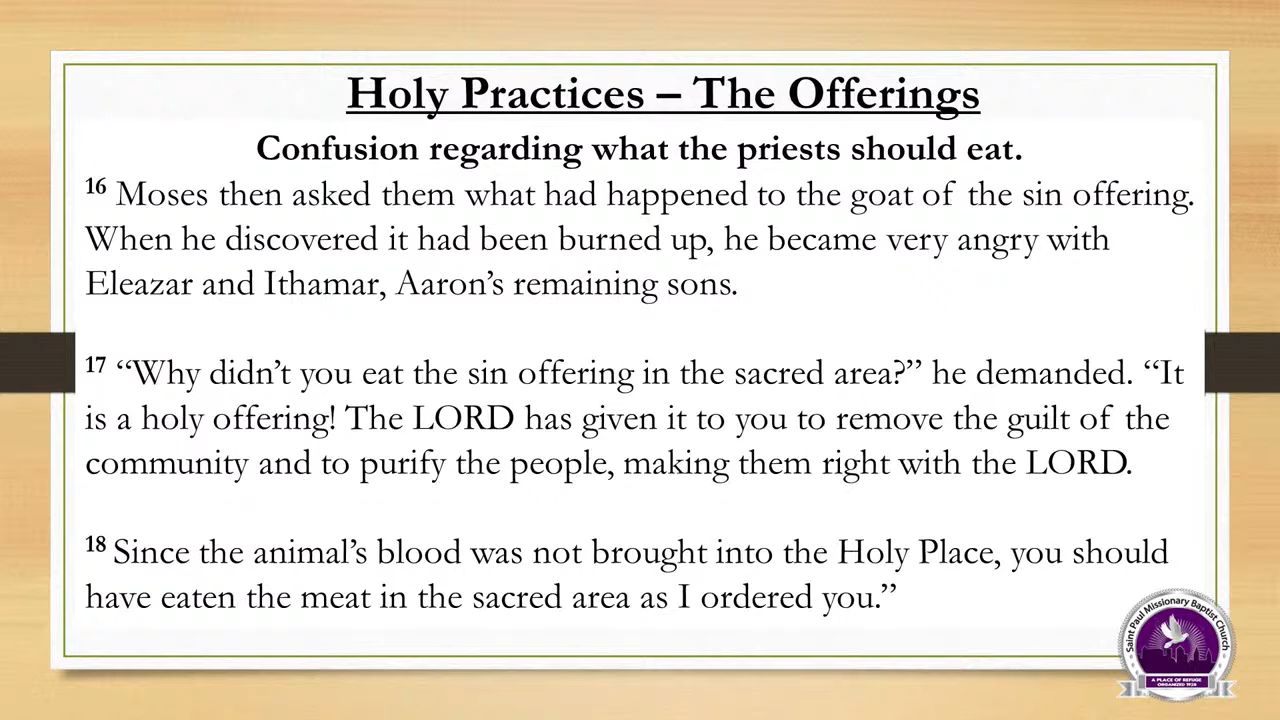 Holy Practices – The Offerings
Confusion regarding what the priests should eat.
16 Moses then asked them what had happened to the goat of the sin offering.
When he discovered it had been burned up, he became very angry with
Eleazar and Ithamar, Aaron’s remaining sons.
17 “Why didn’t you eat the sin offering in the sacred area?” he demanded. “It
is a holy offering! The LORD has given it to you to remove the guilt of the
community and to purify the people, making them right with the LORD.
18 Since the animal’s blood was not brought into the Holy Place, you should
have eaten the meat in the sacred area as I ordered you.”
Saint Paul Missionary Baptist Church
A PLACE OF REFUGE
ORGANIZED 1928